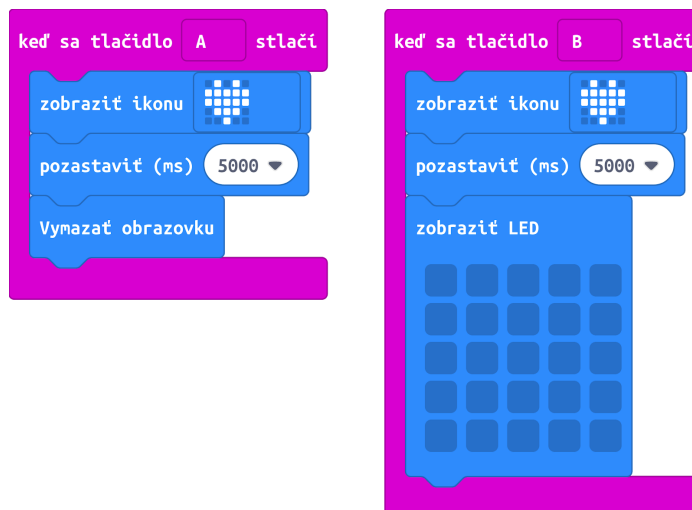 keď sa tlačidlo A stlačí
zobraziť ikonu
pozastaviť (ms) 5000
Vymazať obrazovku
keď sa tlačidlo B stlačí
zobraziť ikonu
pozastaviť (ms) 5000
zobraziť LED